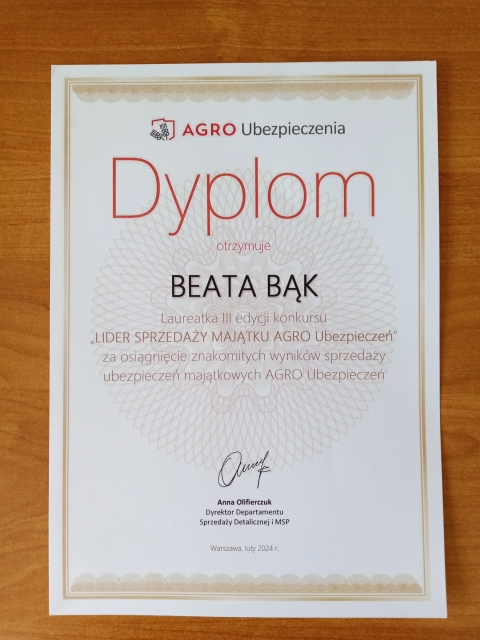 AGRO Ubezpieczenia
Dyplom
otrzymuje
BEATA BĄK
Laureatka III edycji konkursu
„LIDER SPRZEDAŻY MAJĄTKU AGRO Ubezpieczeń”
za osiągnięcie znakomitych wyników sprzedaży
ubezpieczeń majątkowych AGRO Ubezpieczeń
Anna Olifierczuk
Dyrektor Departamentu
Sprzedaży Detalicznej i MSP
Warszawa, luty 2024 r.